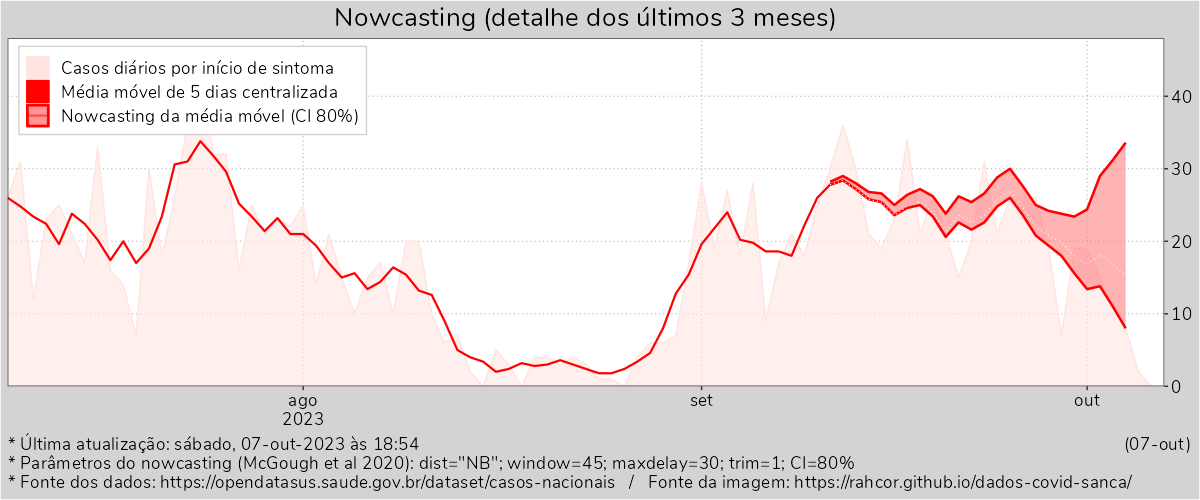 Nowcasting (detalhe dos últimos 3 meses)
Casos diários por início de sintoma
Média móvel de 5 dias centralizada
Nowcasting da média móvel (CI 80%)
40
30
20
10
0
ago
2023
set
out
* Última atualização: sábado, 07-out-2023 às 18:54
(07-out)
* Parâmetros do nowcasting (McGough et al 2020): dist="NB"; window=45; maxdelay=30; trim=1; CI=80%
* Fonte dos dados: https://opendatasus.saude.gov.br/dataset/casos-nacionais / Fonte da imagem: https://rahcor.github.io/dados-covid-sanca/